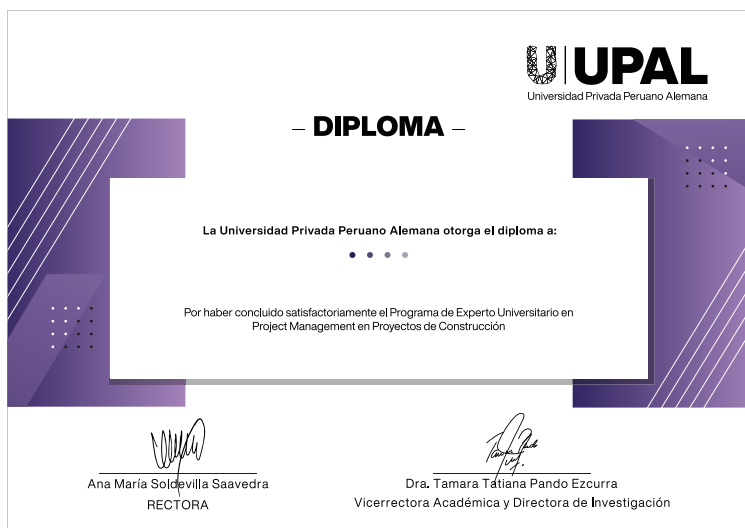 UPAL
Universidad Privada Peruano Alemana
– DIPLOMA –
La Universidad Privada Peruano Alemana otorga el diploma a:
Por haber concluido satisfactoriamente el Programa de Experto Universitario en
Project Management en Proyectos de Construcción
Ana María Soldevilla Saavedra
RECTORA
Dra. Tamara Tatiana Pando Ezcurra
Vicerrectora Académica y Directora de Investigación